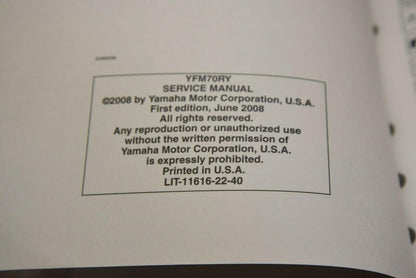 YFM70RY
SERVICE MANUAL
©2008 by Yamaha Motor Corporation, U.S.A.
First edition, June 2008
All rights reserved.
Any reproduction or unauthorized use
without the written permission of
Yamaha Motor Corporation, U.S.A.
is expressly prohibited.
Printed in U.S.A.
LIT-11616-22-40